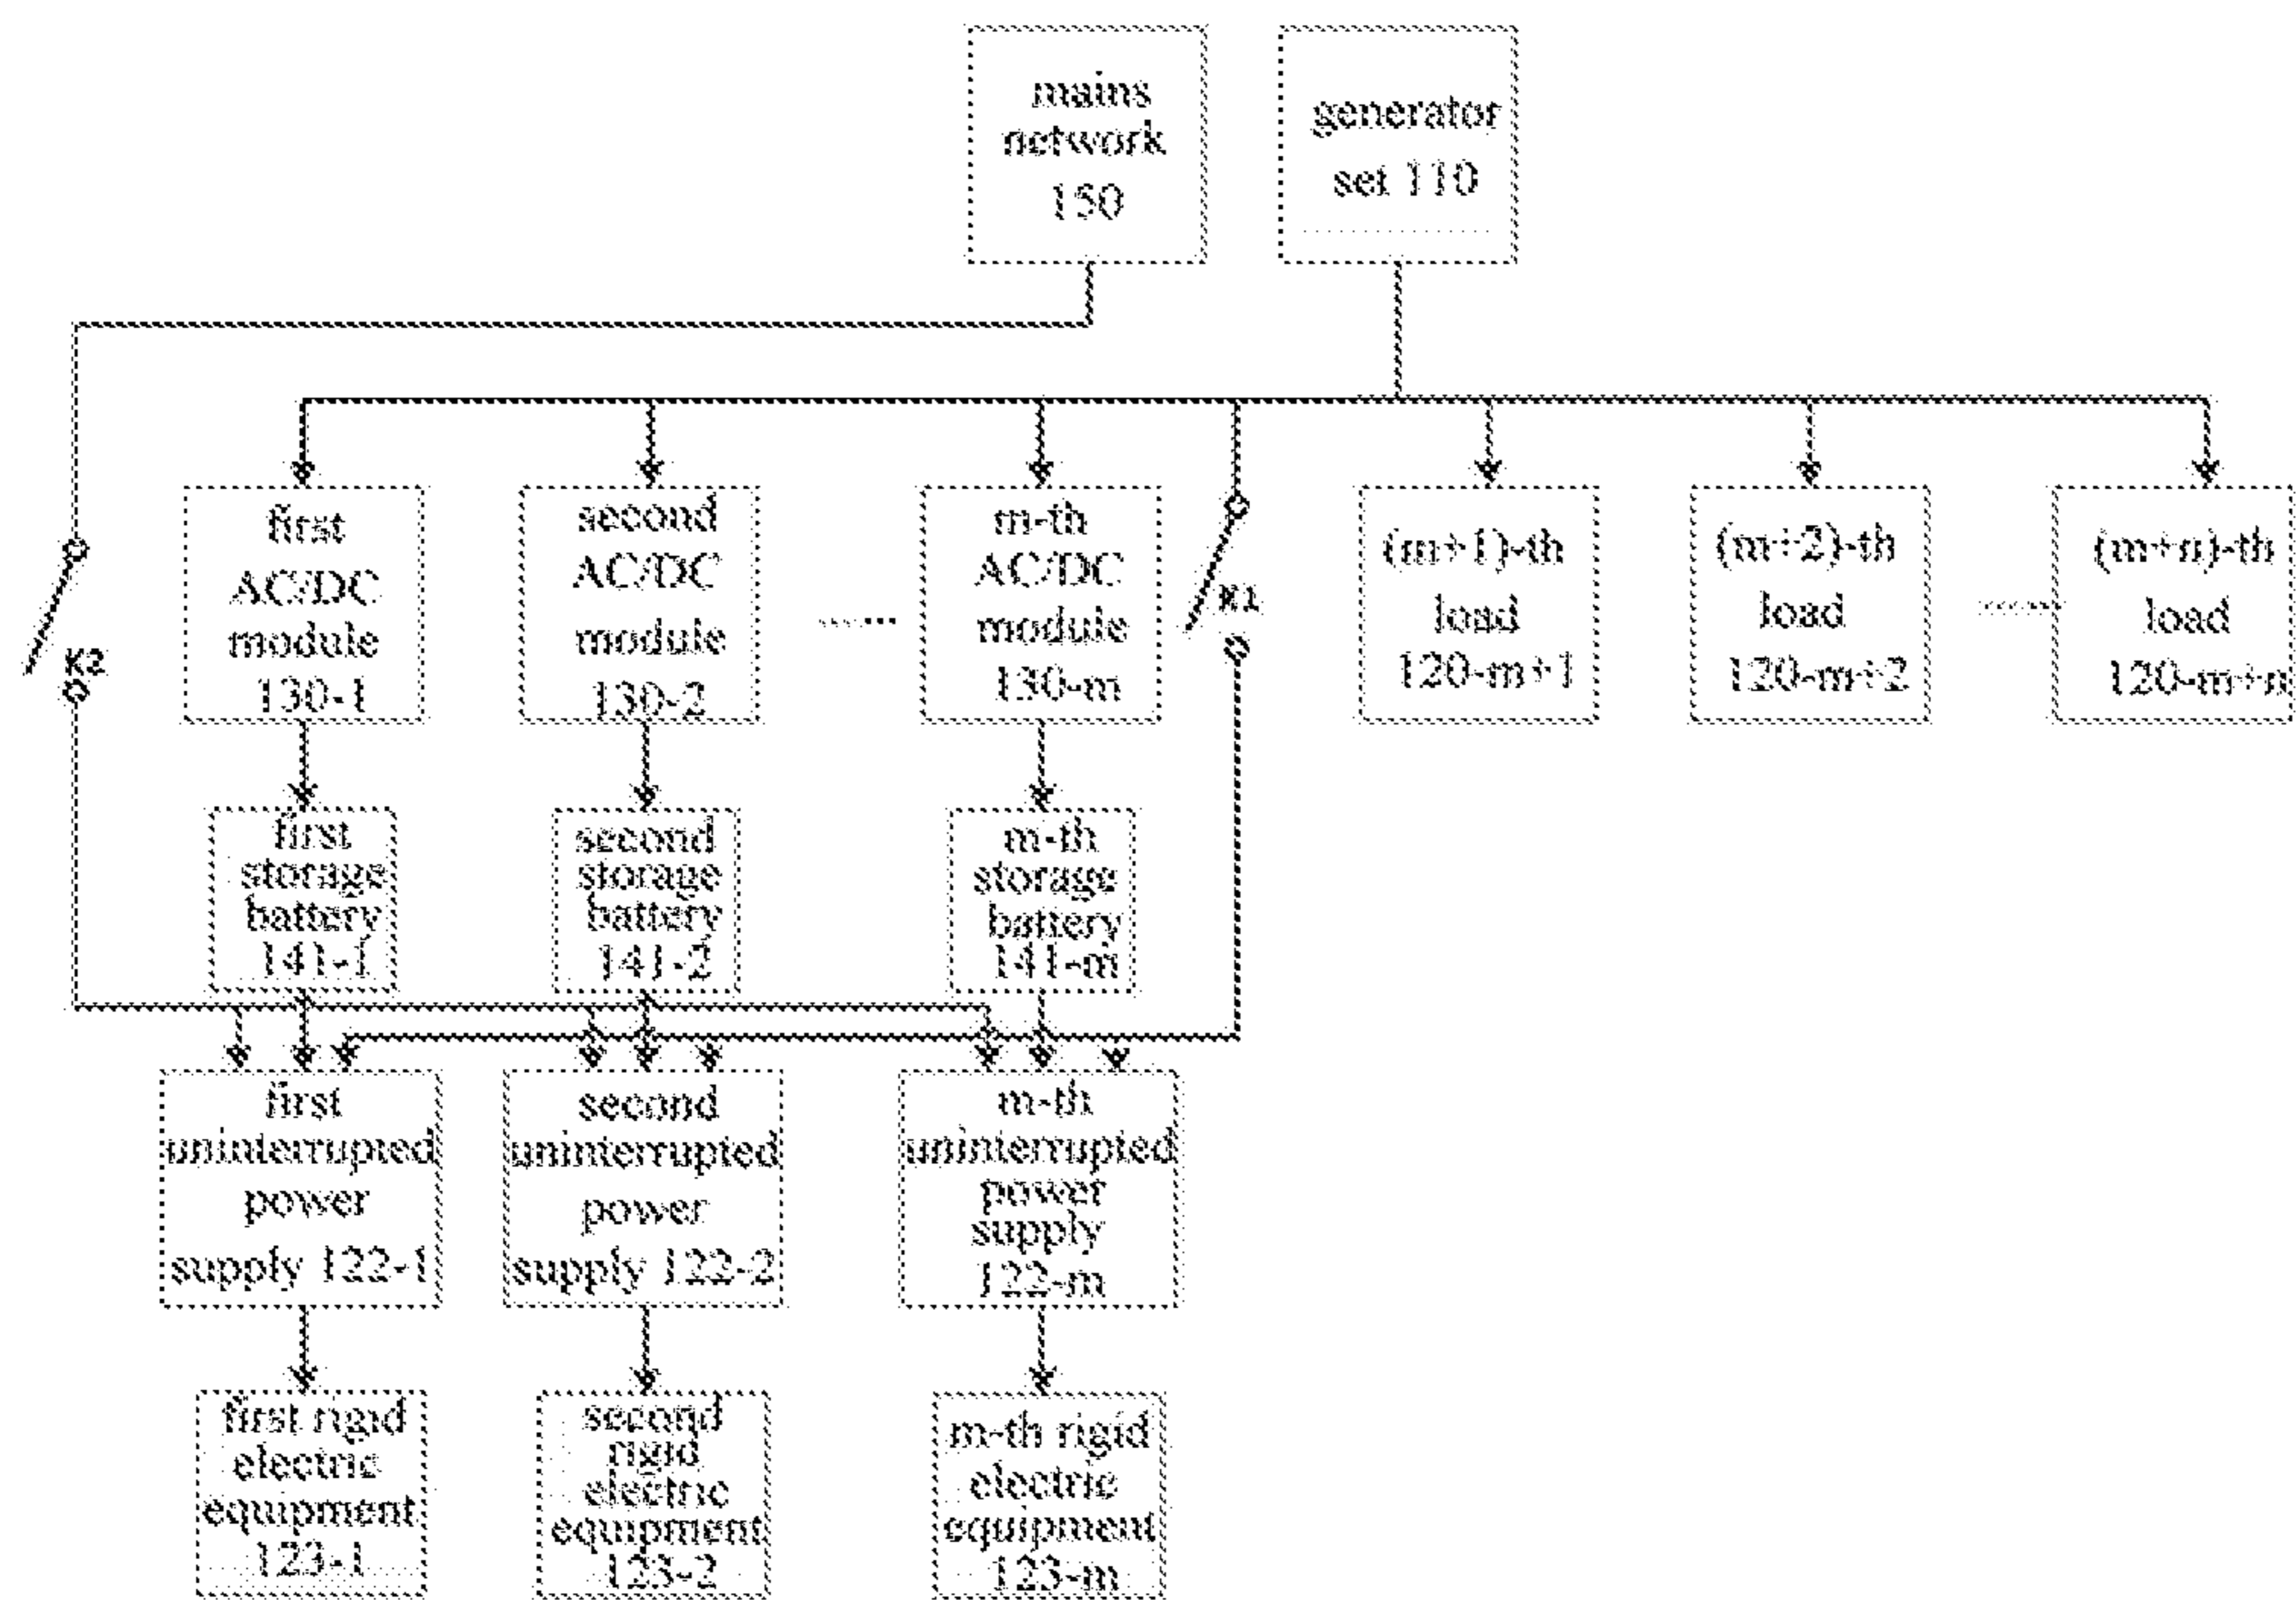 mains
network
150
generator
set 110
first
AC/DC
module
130-1
second
AC/DC
module
130-2
m-th
AC/DC
module
130-m
(m+1)-th
load
120-m+1
(m+2)-th
load
120-m+2
(m+n)-th
load
120-m+n
K2
K1
first
storage
battery
141-1
second
storage
battery
141-2
m-th
storage
battery
141-m
first
uninterrupted
power
supply 122-1
second
uninterrupted
power
supply 122-2
m-th
uninterrupted
power
supply
122-m
first rigid
electric
equipment
123-1
second
rigid
electric
equipment
123-2
m-th rigid
electric
equipment
123-m